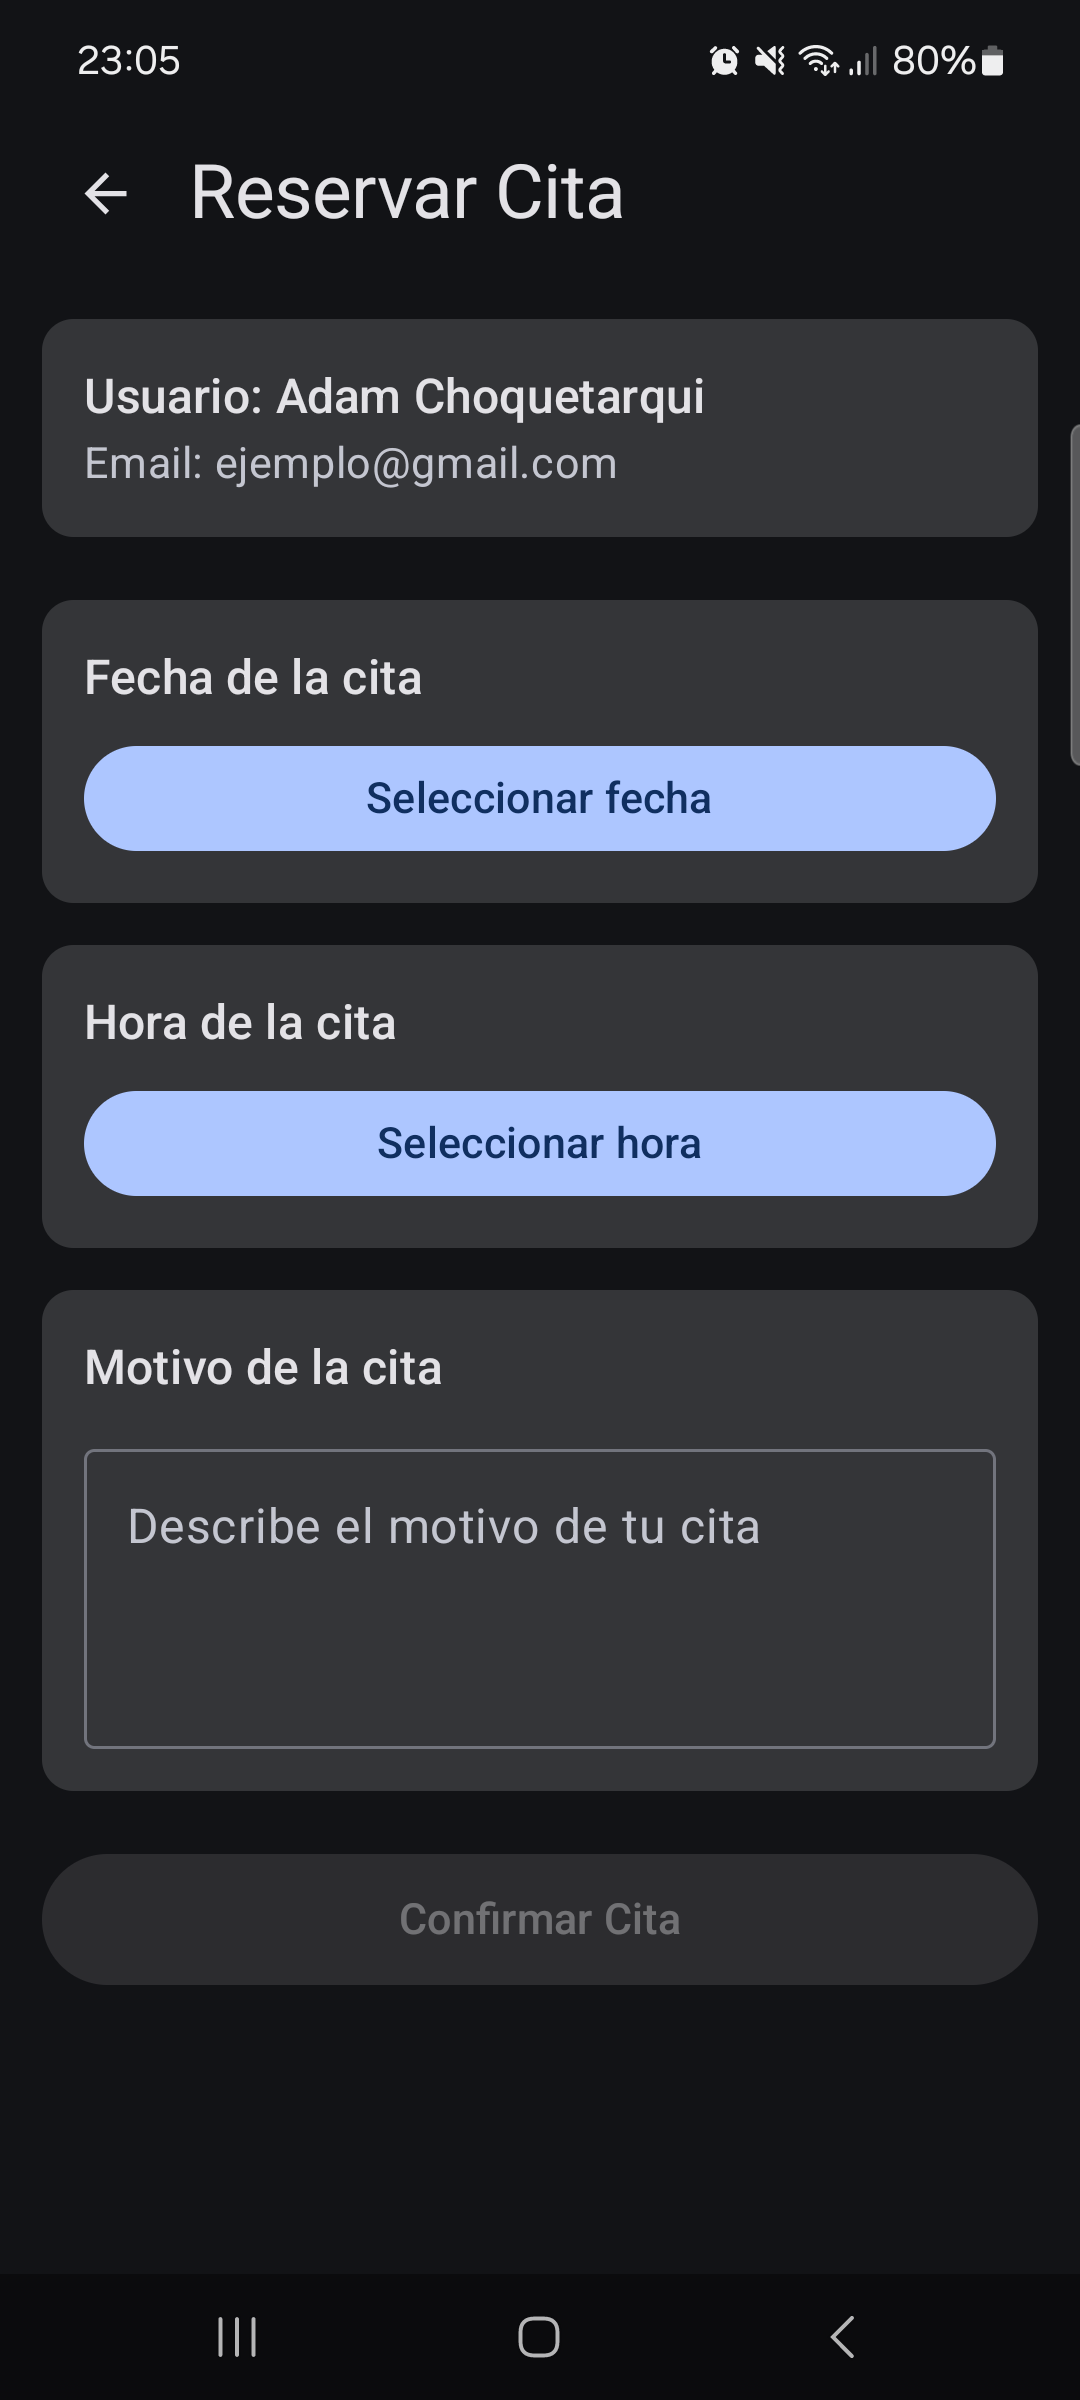 23:05
80%
Reservar Cita
Usuario: Adam Choquetarqui
Email: ejemplo@gmail.com
Fecha de la cita
Seleccionar fecha
Hora de la cita
Seleccionar hora
Motivo de la cita
Describe el motivo de tu cita
Confirmar Cita